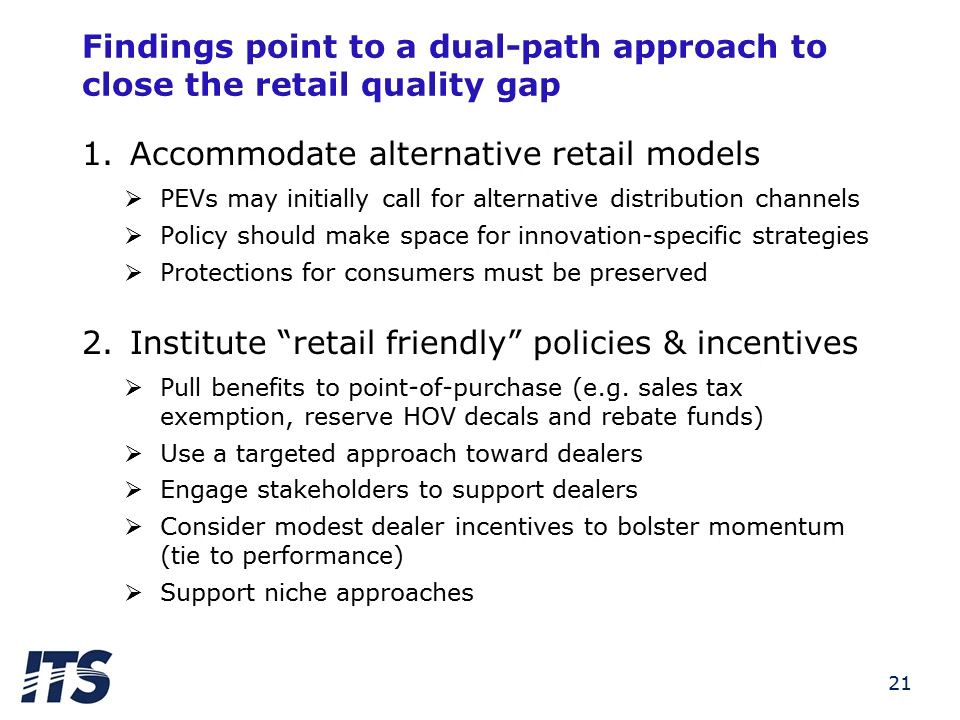 Findings point to a dual-path approach to
close the retail quality gap
1. Accommodate alternative retail models
➢ PEVs may initially call for alternative distribution channels
➢ Policy should make space for innovation-specific strategies
➢ Protections for consumers must be preserved
2. Institute “retail friendly” policies & incentives
➢ Pull benefits to point-of-purchase (e.g. sales tax
exemption, reserve HOV decals and rebate funds)
➢ Use a targeted approach toward dealers
➢ Engage stakeholders to support dealers
➢ Consider modest dealer incentives to bolster momentum
(tie to performance)
➢ Support niche approaches
ITS
21